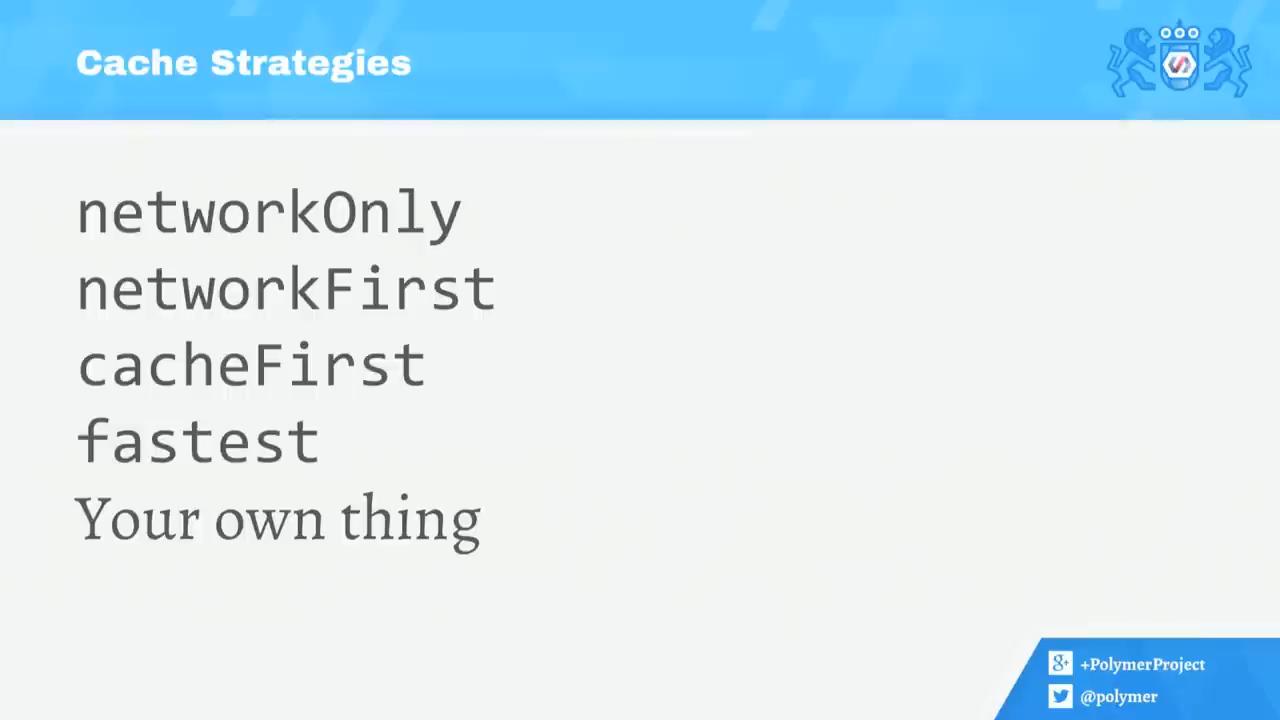 Cache Strategies
networkOnly
networkFirst
cacheFirst
fastest
Your own thing
+PolymerProject
@polymer